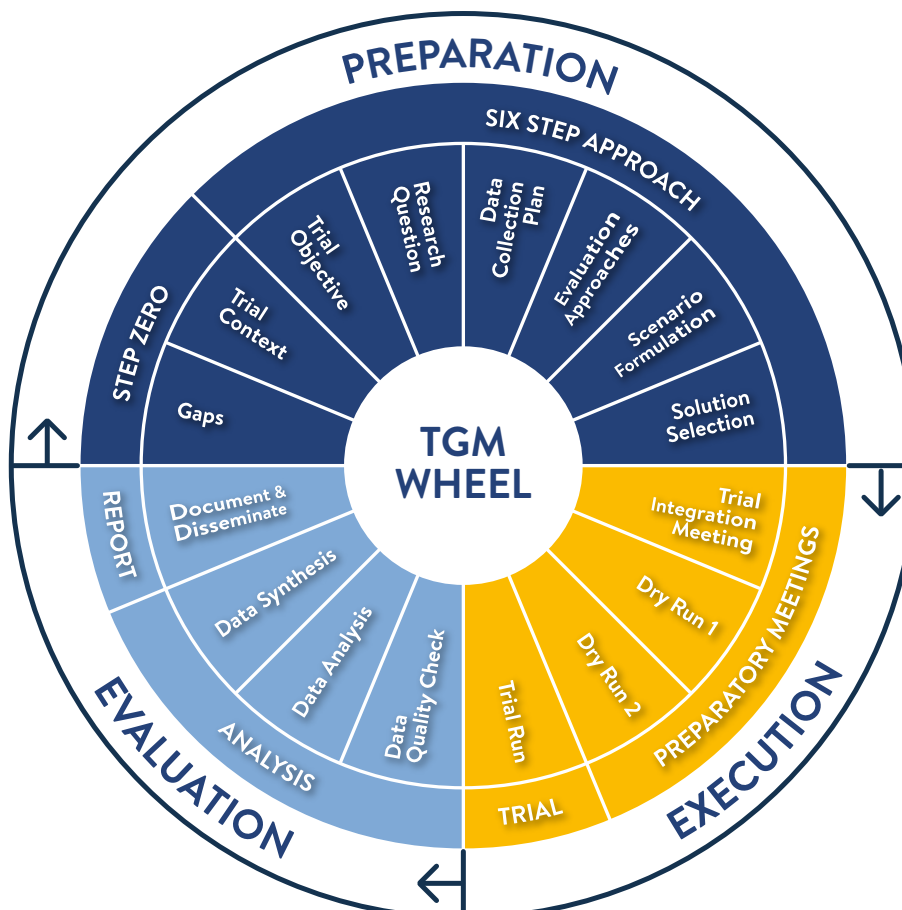 PREPARATION
SIX STEP APPROACH
STEP ZERO
Gaps
Trial
Context
Trial
Objective
Research
Question
Data
Collection
Plan
Evaluation
Approaches
Scenario
Formulation
Solution
Selection
TGM
WHEEL
EXECUTION
PREPARATORY MEETINGS
Trial
Integration
Meeting
Dry Run 1
Dry Run 2
TRIAL
Trial Run
EVALUATION
ANALYSIS
Data
Quality Check
Data Analysis
Data Synthesis
REPORT
Document &
Disseminate